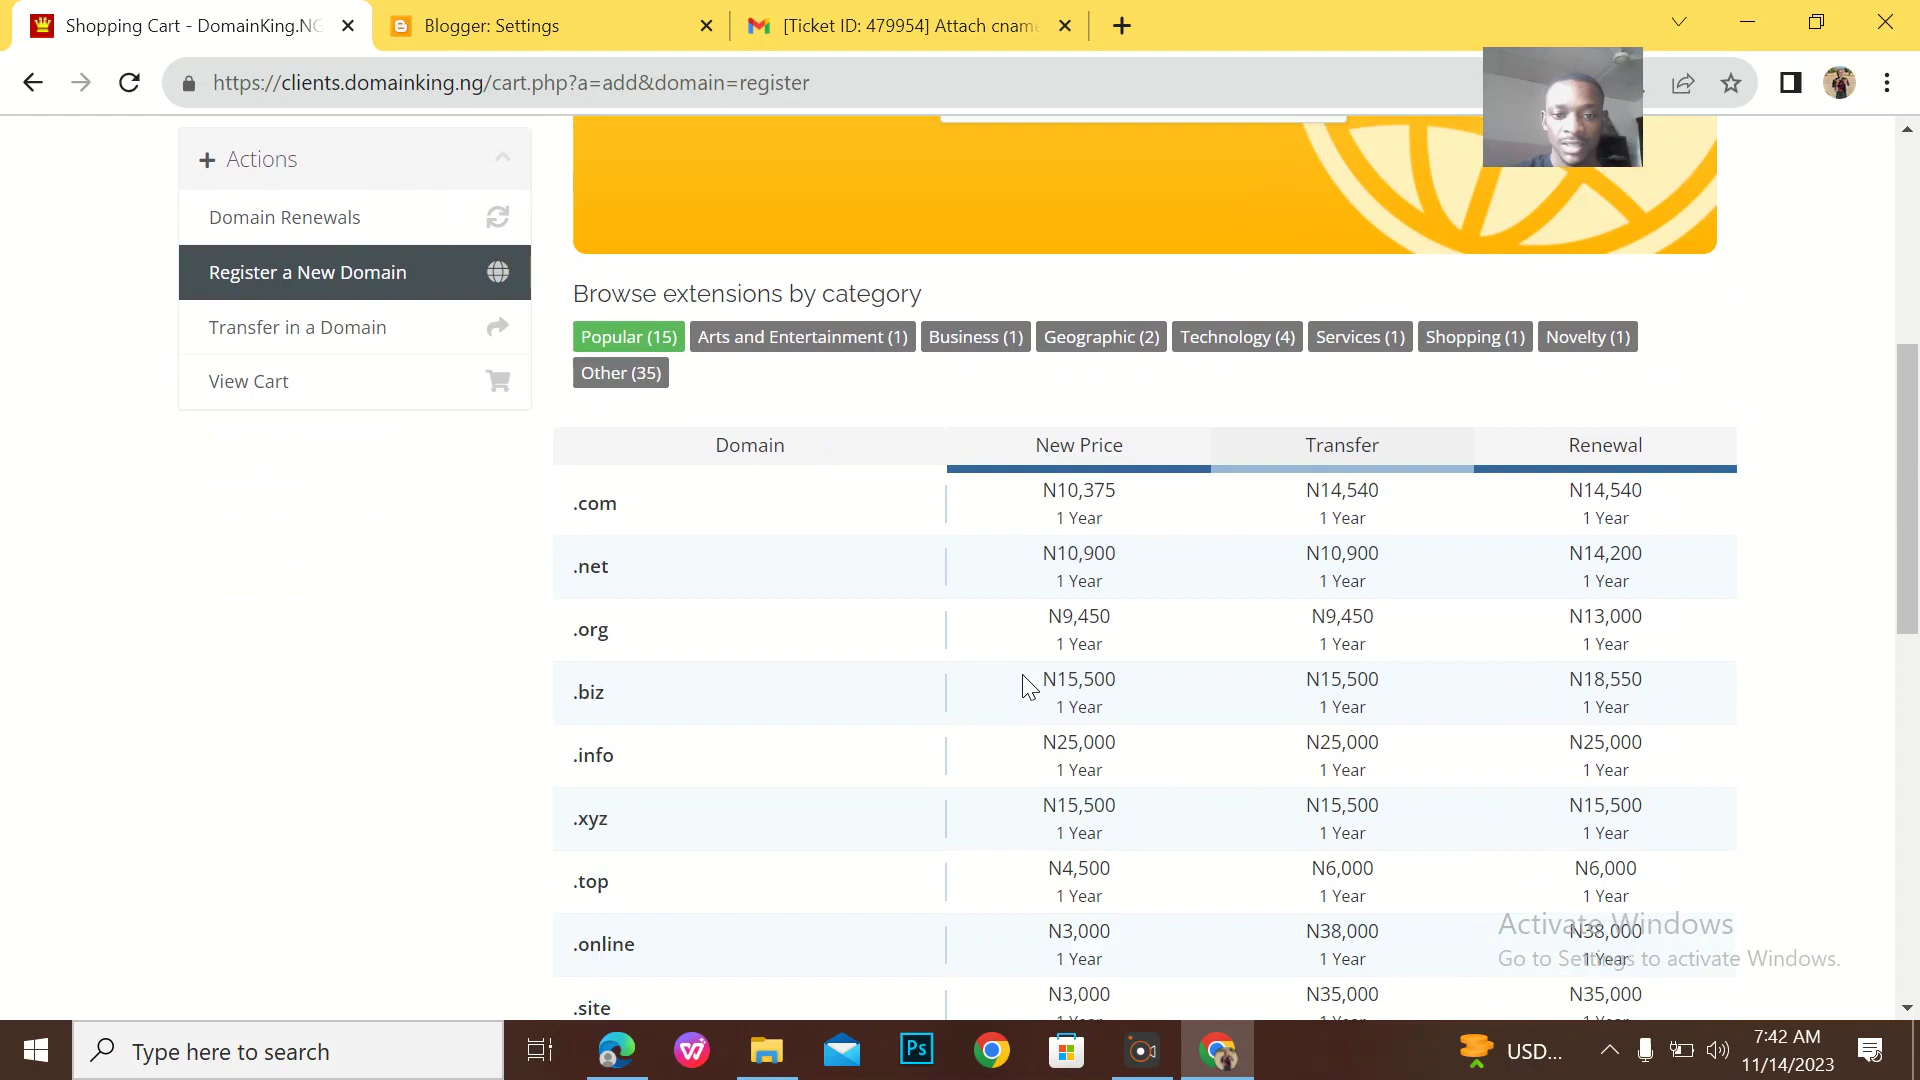 Shopping Cart - DomainKing.NG
Blogger: Settings
[Ticket ID: 479954] Attach cname
https://clients.domainking.ng/cart.php?a=add&domain=register
Actions
Domain Renewals
Register a New Domain
Transfer in a Domain
View Cart
Browse extensions by category
Popular (15) Arts and Entertainment (1) Business (1) Geographic (2) Technology (4) Services (1) Shopping (1) Novelty (1)
Other (35)
Domain New Price Transfer Renewal
.com N10,375 N14,540 N14,540
1 Year 1 Year 1 Year
.net N10,900 N10,900 N14,200
1 Year 1 Year 1 Year
.org N9,450 N9,450 N13,000
1 Year 1 Year 1 Year
.biz N15,500 N15,500 N18,550
1 Year 1 Year 1 Year
.info N25,000 N25,000 N25,000
1 Year 1 Year 1 Year
.xyz N15,500 N15,500 N15,500
1 Year 1 Year 1 Year
.top N4,500 N6,000 N6,000
1 Year 1 Year 1 Year
.online N3,000 N38,000 N38,000
1 Year 1 Year 1 Year
.site N3,000 N35,000 N35,000
Activate Windows
Go to Settings to activate Windows.
Type here to search
Ps
USD...
7:42 AM
11/14/2023